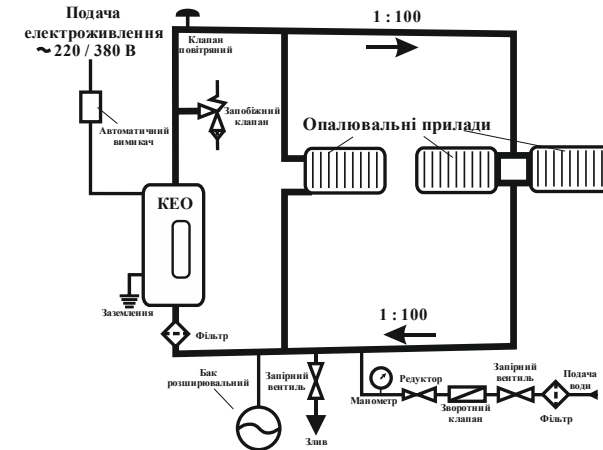 Подача
електроживлення
~ 220 / 380 В
Клапан
повітряний
1 : 100
Автоматичний
вимикач
Запобіжний
клапан
Опалювальні прилади
КЕО
Заземлення
Фільтр
1 : 100
Бак
розширювальний
Запірний
вентиль
Злив
Манометр
Редуктор
Зворотний
клапан
Запірний
вентиль
Фільтр
Подача
води